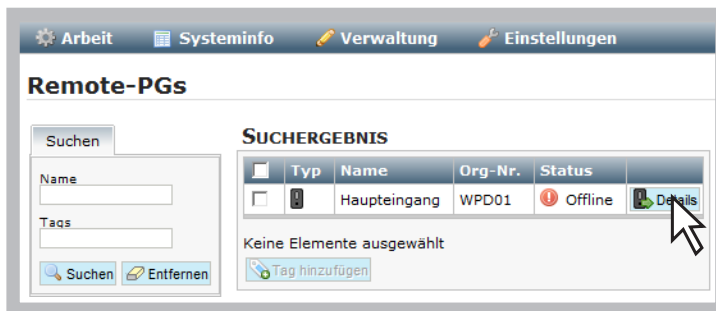 Arbeit Systeminfo Verwaltung Einstellungen
Remote-PGs
Suchen
Name
Tags
Suchen Entfernen
SUCHERGEBNIS
Typ Name Org-Nr. Status
Haupteingang WPD01 Offline Details
Keine Elemente ausgewählt
Tag hinzufügen